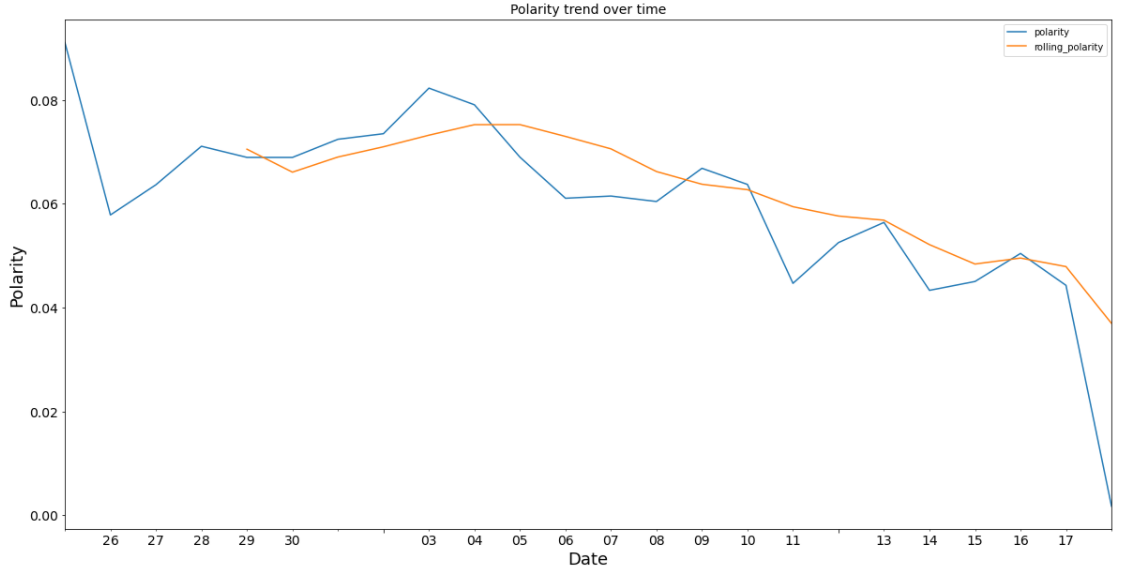 Polarity trend over time
polarity
rolling_polarity
Polarity
0.08
0.06
0.04
0.02
0.00
26 27 28 29 30 03 04 05 06 07 08 09 10 11 13 14 15 16 17
Date